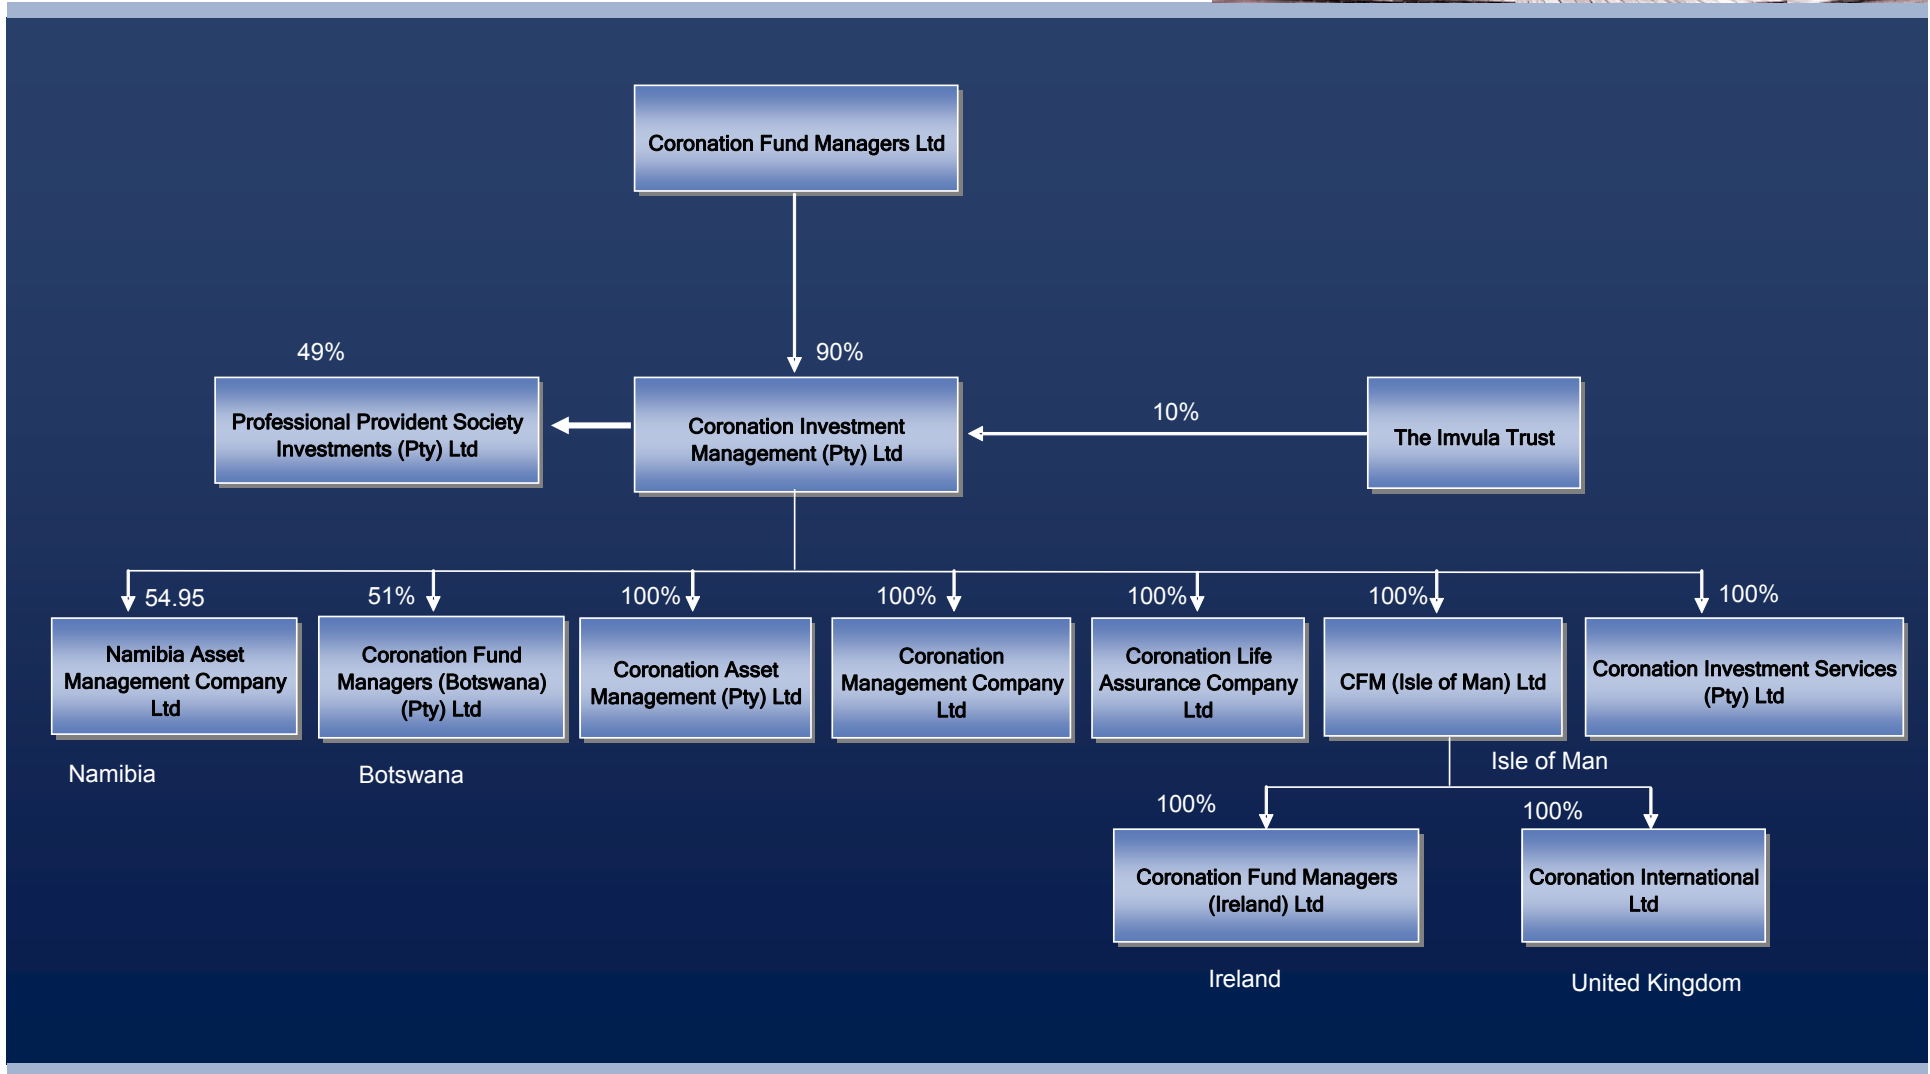 Coronation Fund Managers Ltd
49%
90%
Professional Provident Society
Investments (Pty) Ltd
Coronation Investment
Management (Pty) Ltd
10%
The Imvula Trust
54.95
51%
100%
100%
100%
100%
100%
Namibia Asset
Management Company
Ltd
Coronation Fund
Managers (Botswana)
(Pty) Ltd
Coronation Asset
Management (Pty) Ltd
Coronation
Management Company
Ltd
Coronation Life
Assurance Company
Ltd
CFM (Isle of Man) Ltd
Coronation Investment Services
(Pty) Ltd
Namibia
Botswana
Isle of Man
100%
100%
Coronation Fund Managers
(Ireland) Ltd
Coronation International
Ltd
Ireland
United Kingdom